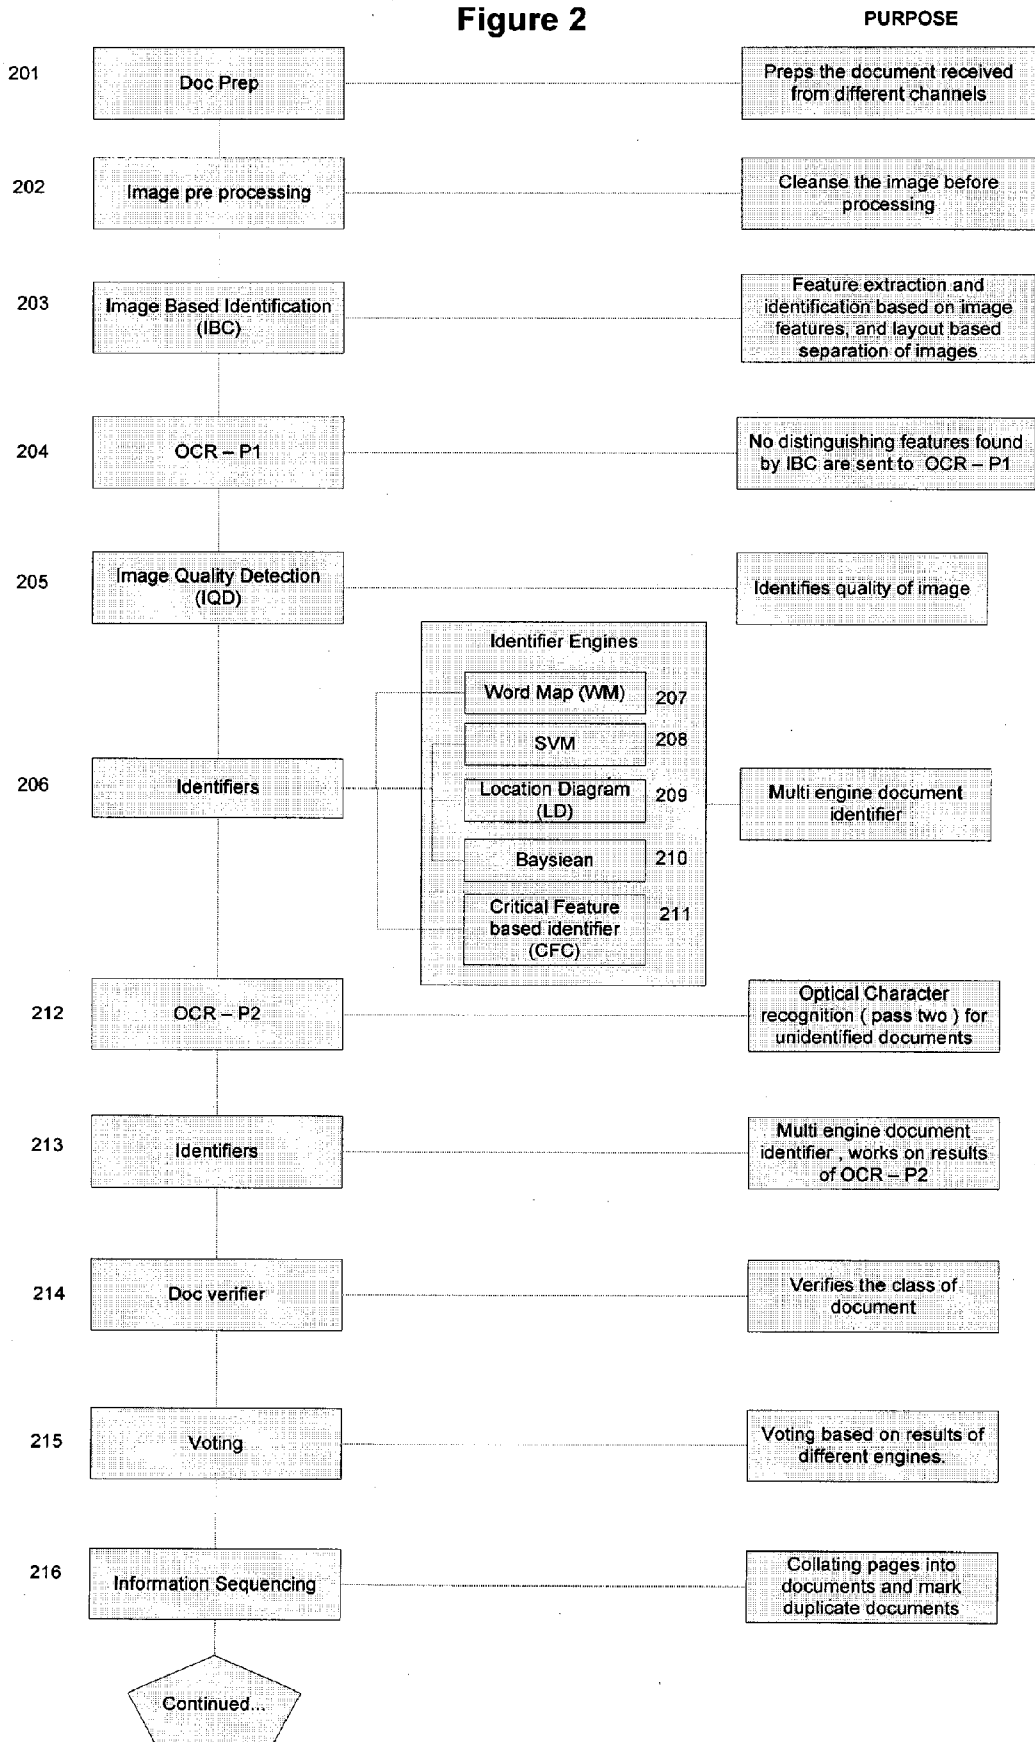 Figure 2
PURPOSE
201
Doc Prep
Preps the document received
from different channels
202
Image pre processing
Cleanse the image before
processing
203
Image Based Identification
(IBC)
Feature extraction and
identification based on image
features, and layout based
separation of images
204
OCR – P1
No distinguishing features found
by IBC are sent to OCR – P1
205
Image Quality Detection
(IQD)
Identifies quality of image
206
Identifiers
Identifier Engines
Word Map (WM)
207
SVM
208
Location Diagram
(LD)
209
Baysiean
210
Critical Feature
based identifier
(CFC)
211
Multi engine document
identifier
212
OCR – P2
Optical Character
recognition ( pass two ) for
unidentified documents
213
Identifiers
Multi engine document
identifier , works on results
of OCR – P2
214
Doc verifier
Verifies the class of
document
215
Voting
Voting based on results of
different engines.
216
Information Sequencing
Collating pages into
documents and mark
duplicate documents
Continued...